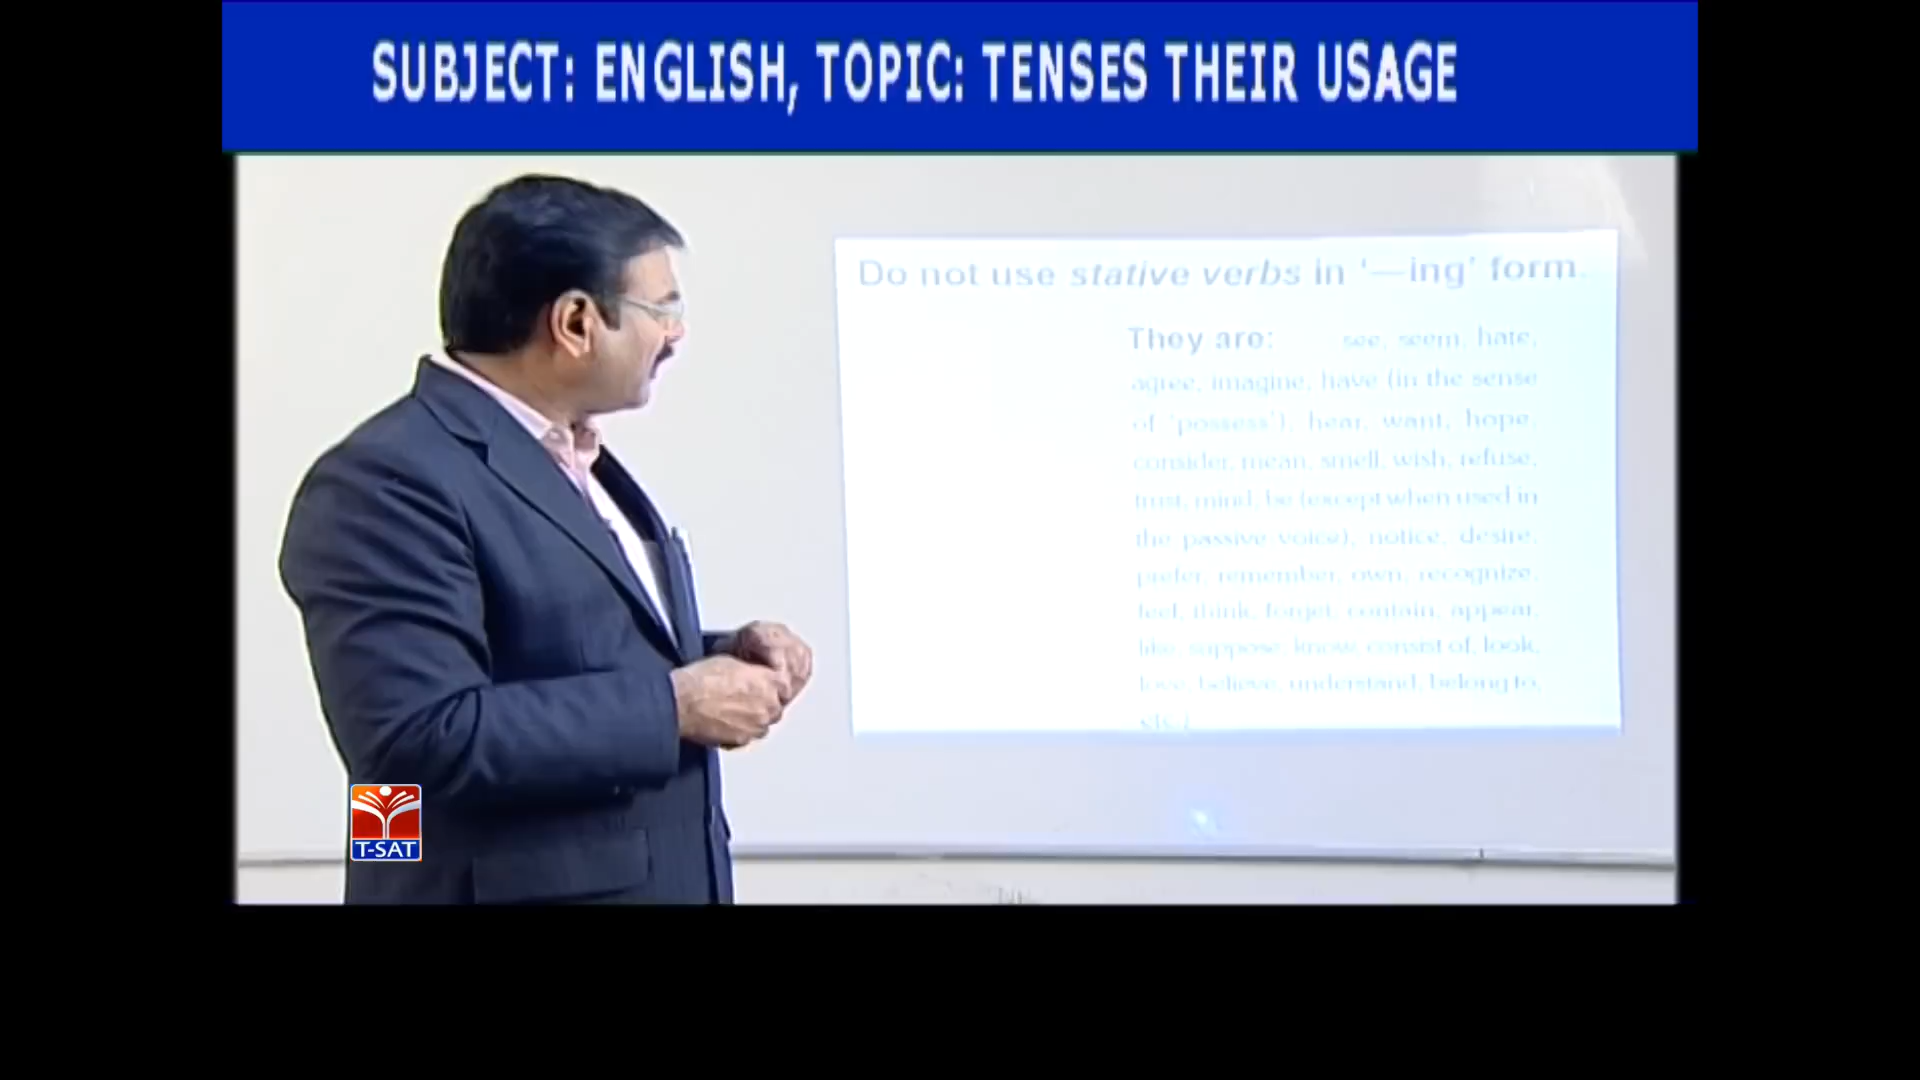 SUBJECT: ENGLISH, TOPIC: TENSES THEIR USAGE
Do not use stative verbs in '—ing' form.
They are: see, seem, hate,
agree, imagine, have (in the sense
of 'possess'), hear, want, hope,
consider, mean, smell, wish, refuse,
trust, mind, be (except when used in
the passive voice), notice, desire,
prefer, remember, own, recognize,
feel, think, forget, contain, appear,
like, suppose, know, consist of, look,
love, believe, understand, belong to,
T-SAT